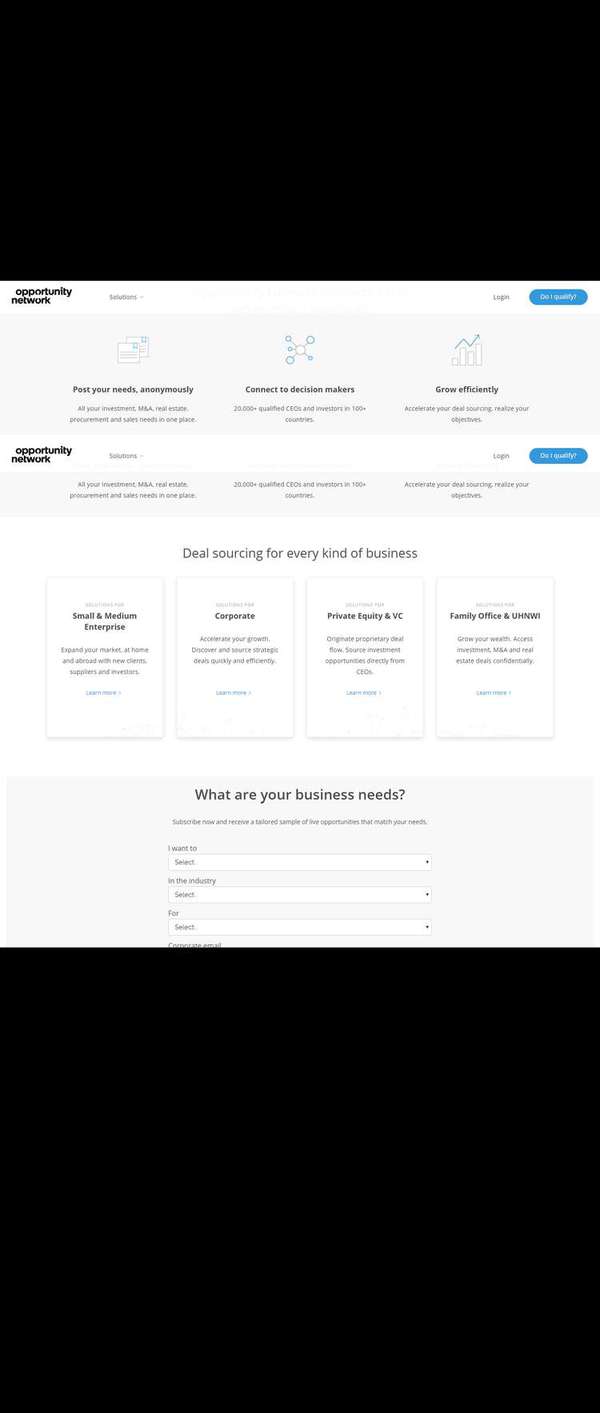 opportunity
network
Solutions
Login
Do I qualify?
Post your needs, anonymously
Connect to decision makers
Grow efficiently
All your investment, M&A, real estate,
procurement and sales needs in one place.
20,000+ qualified CEOs and investors in 100+
countries.
Accelerate your deal sourcing, realize your
objectives.
opportunity
network
Solutions
Login
Do I qualify?
All your investment, M&A, real estate,
procurement and sales needs in one place.
20,000+ qualified CEOs and investors in 100+
countries.
Accelerate your deal sourcing, realize your
objectives.
Deal sourcing for every kind of business
SOLUTIONS FOR
Small & Medium
Enterprise
Expand your market, at home
and abroad with new clients,
suppliers and investors.
Learn more >
SOLUTIONS FOR
Corporate
Accelerate your growth.
Discover and source strategic
deals quickly and efficiently.
Learn more >
SOLUTIONS FOR
Private Equity & VC
Originate proprietary deal
flow. Source investment
opportunities directly from
CEOs.
Learn more >
SOLUTIONS FOR
Family Office & UHNWI
Grow your wealth. Access
investment, M&A and real
estate deals confidentially.
Learn more >
What are your business needs?
Subscribe now and receive a tailored sample of live opportunities that match your needs.
I want to
Select.
In the industry
Select.
For
Select.
Corporate email